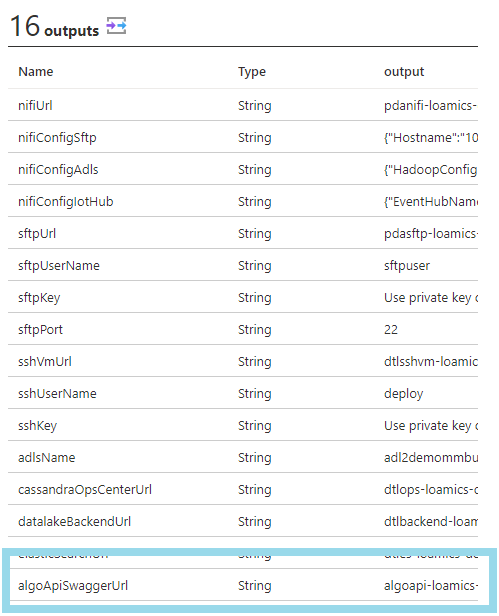 16 outputs
Name Type output
nifiUrl String pdanifi-loamics-
nifiConfigSftp String {"Hostname":"10
nifiConfigAdls String {"HadoopConfig
nifiConfigIotHub String {"EventHubName
sftpUrl String pdasftp-loamics-
sftpUserName String sftpuser
sftpKey String Use private key c
sftpPort String 22
sshVmUrl String dtlsshvm-loamic
sshUserName String deploy
sshKey String Use private key c
adlsName String adl2demommbu
cassandraOpsCenterUrl String dtlops-loamics-d
datalakeBackendUrl String dtlbackend-loam
elasticSearchUrl String
algoApiSwaggerUrl String algoapi-loamics-